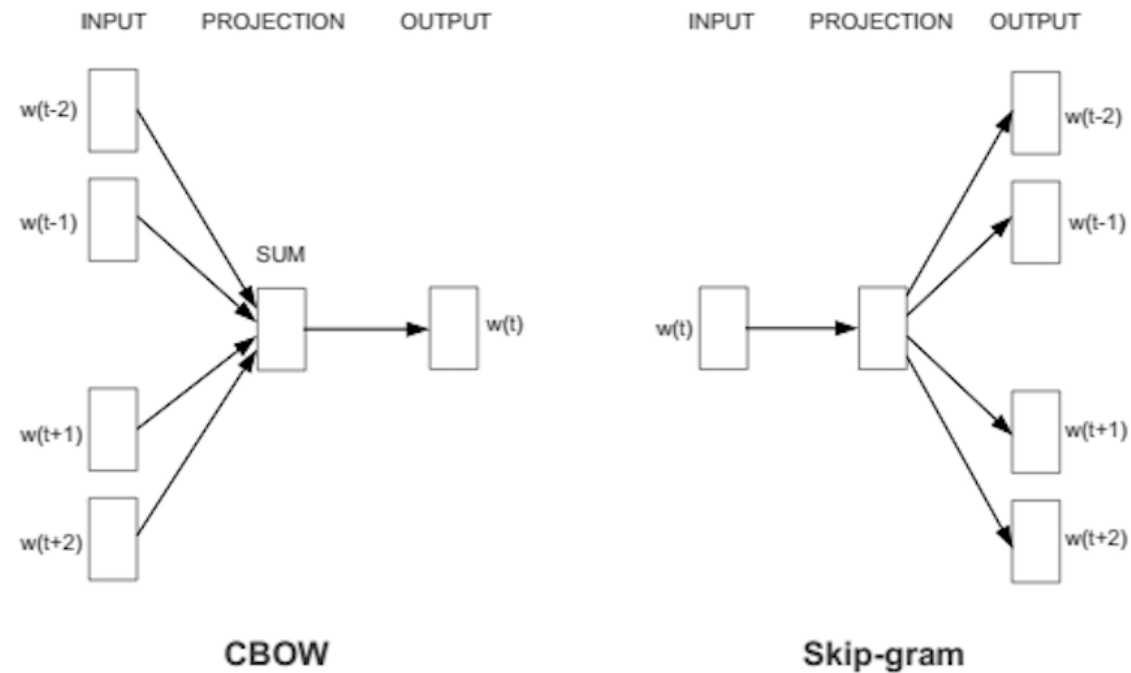 INPUT PROJECTION OUTPUT
w(t-2)
w(t-1)
SUM
w(t)
w(t+1)
w(t+2)
CBOW
INPUT PROJECTION OUTPUT
w(t-2)
w(t-1)
w(t)
w(t+1)
w(t+2)
Skip-gram